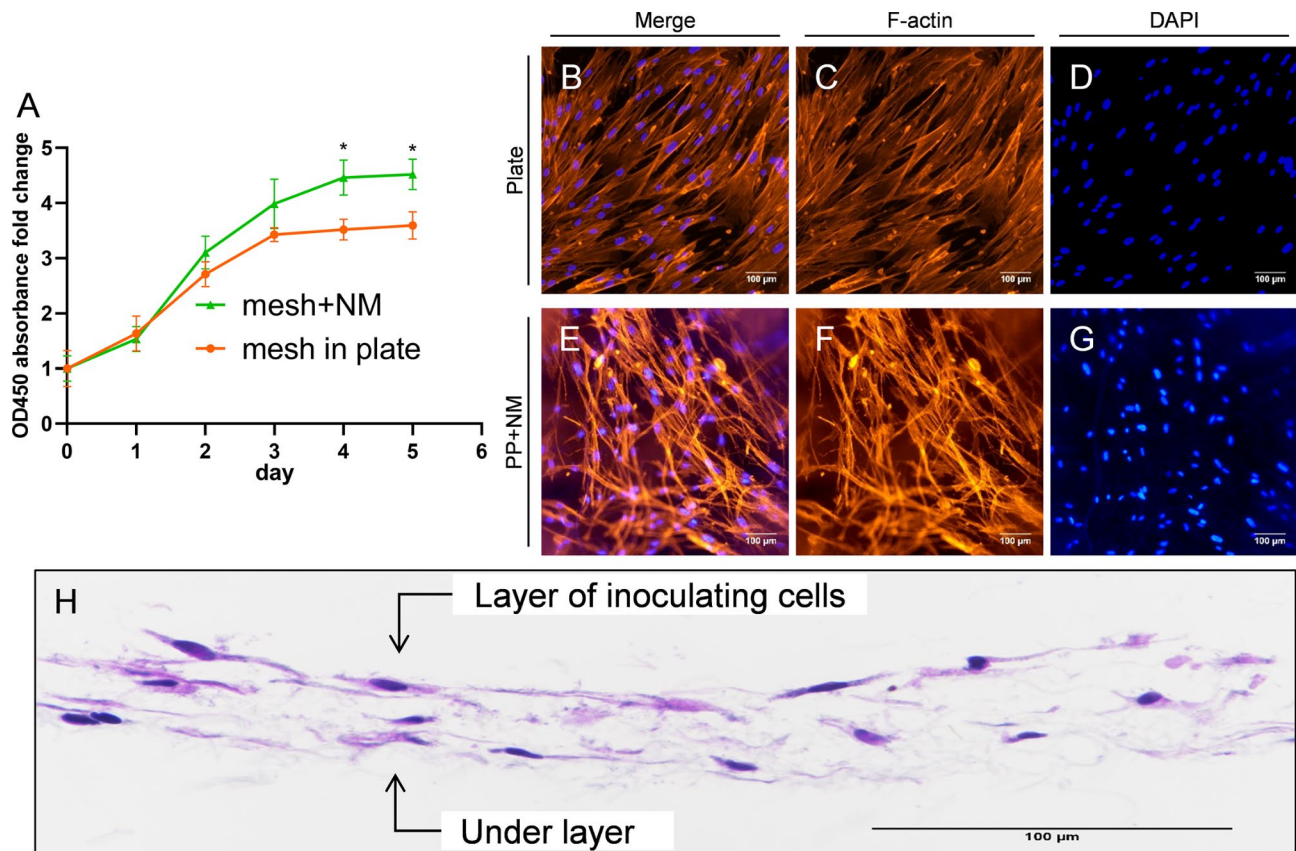 Merge
F-actin
DAPI
A
OD450 absorbance fold change
5
4
3
2
1
0
* *
0 1 2 3 4 5 6
day
mesh+NM
mesh in plate
Plate
B
100 µm
C
100 µm
D
100 µm
PP+NM
E
100 µm
F
100 µm
G
100 µm
H
Layer of inoculating cells
Under layer
100 µm